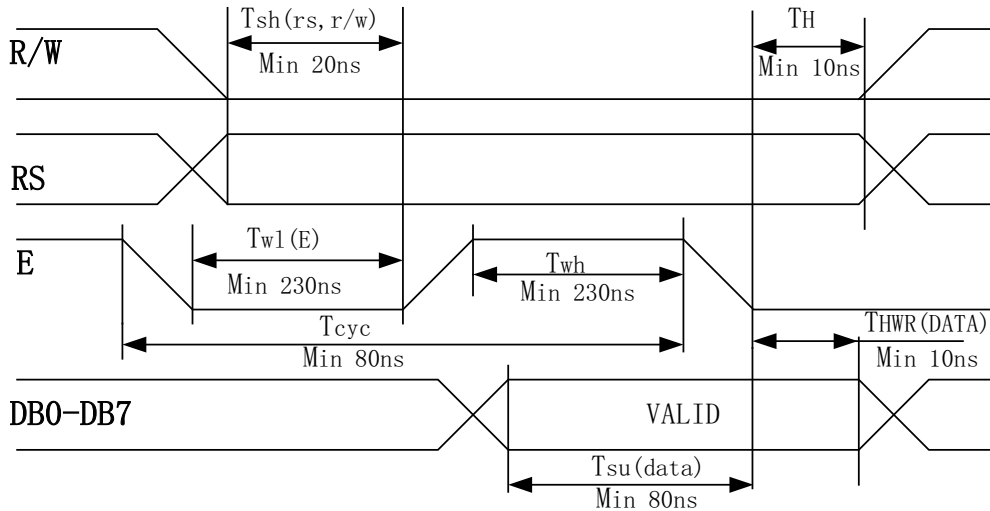 Tsh(rs,r/w)
TH
R/W
Min 20ns
Min 10ns
RS
Twl(E)
E
Twh
Min 230ns
Min 230ns
Tcyc
THWR(DATA)
Min 80ns
Min 10ns
DB0-DB7
VALID
Tsu(data)
Min 80ns